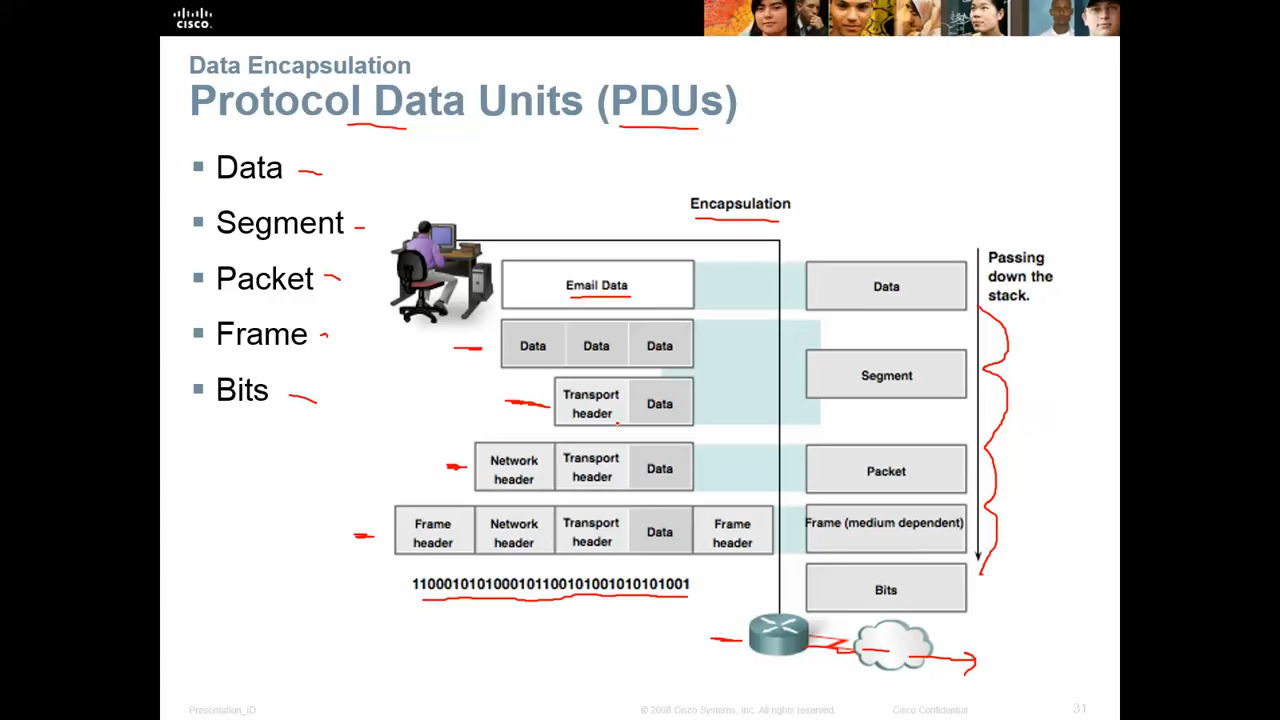 CISCO
Data Encapsulation
Protocol Data Units (PDUs)
Data
Segment
Packet
Frame
Bits
Encapsulation
Passing
down the
stack.
Email Data
Data
Data Data Data
Segment
Transport
header
Data
Network
header
Transport
header
Data
Packet
Frame
header
Network
header
Transport
header
Data
Frame
header
Frame (medium dependent)
1100010101000101100101001010101001
Bits
Presentation_ID
© 2008 Cisco Systems, Inc. All rights reserved.
Cisco Confidential
31